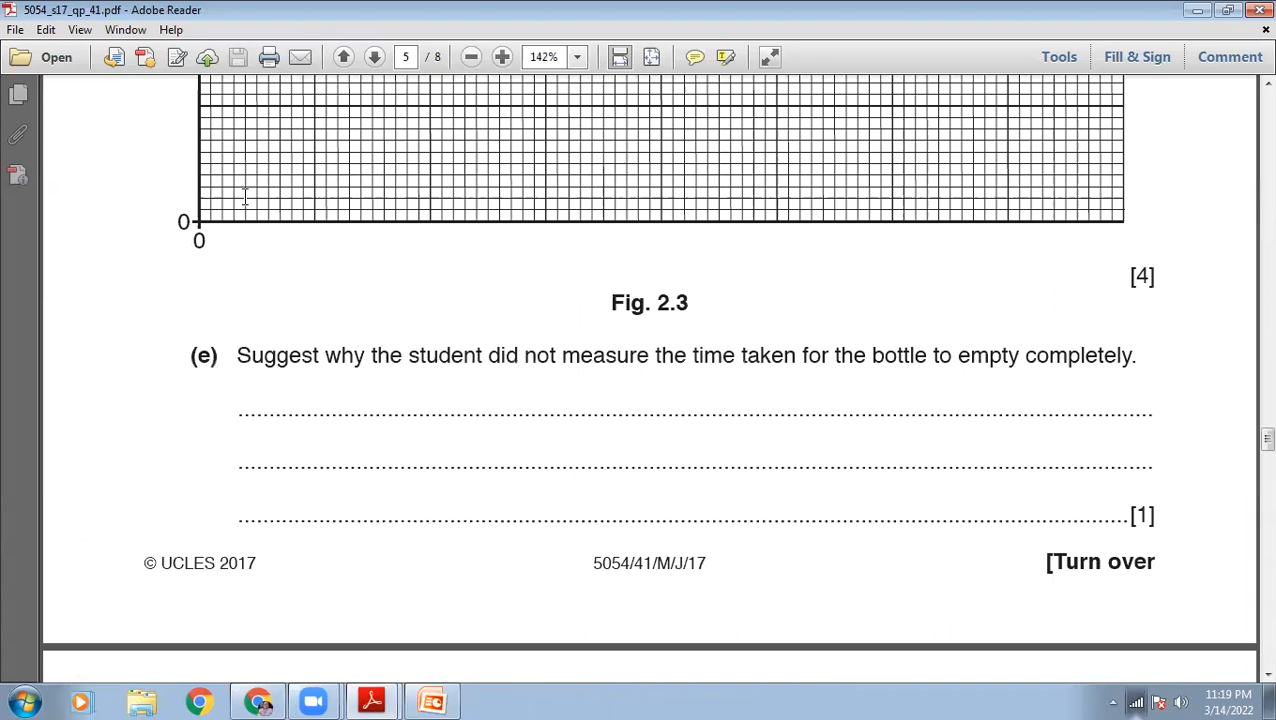 5054_s17_qp_41.pdf - Adobe Reader
File Edit View Window Help
Open 5 / 8 142% Tools Fill & Sign Comment
0
0
[4]
Fig. 2.3
(e) Suggest why the student did not measure the time taken for the bottle to empty completely.
..........................................................................................
..........................................................................................
..........................................................................................[1]
© UCLES 2017 5054/41/M/J/17 [Turn over
11:19 PM
3/14/2022